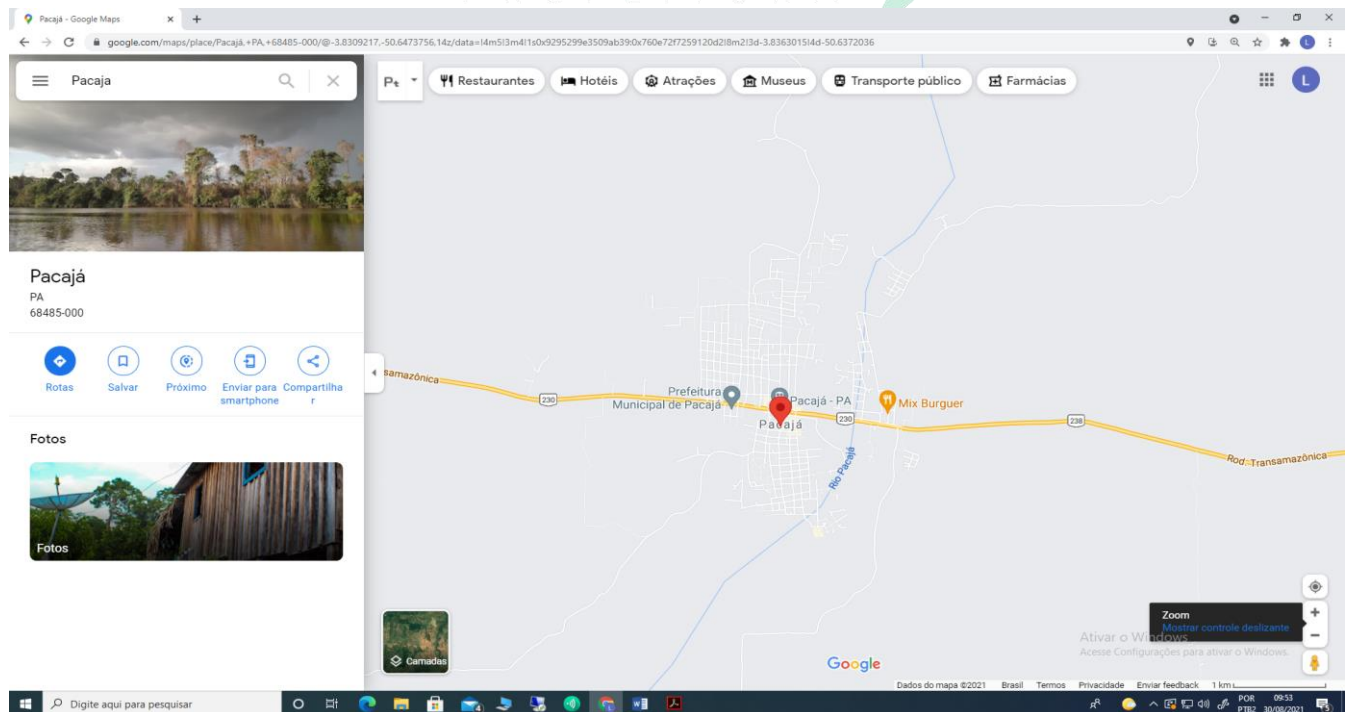 Pacajá - Google Maps
google.com/maps/place/Pacajá,+PA,+68485-000/@-3.8309217,-50.6473756,14z/data=!4m5!3m4!1s0x9295299e3509ab39:0x760e72f7259120d2!8m2!3d-3.8363015!4d-50.6372036
Pacaja
Restaurantes
Hotéis
Atrações
Museus
Transporte público
Farmácias
L
Pacajá
PA
68485-000
Rotas
Salvar
Próximo
Enviar para
smartphone
Compartilha
r
Fotos
Fotos
samazônica
230
Prefeitura
Municipal de Pacajá
Pacajá - PA
Pacajá
230
Mix Burguer
230
Rod. Transamazônica
Rio Pacajá
Camadas
Google
Zoom
Mostrar controle deslizante
Ativar o Windows
Acesse Configurações para ativar o Windows.
Dados do mapa ©2021 Brasil Termos Privacidade Enviar feedback 1 km
Digite aqui para pesquisar
POR
PTB2
09:53
30/08/2021